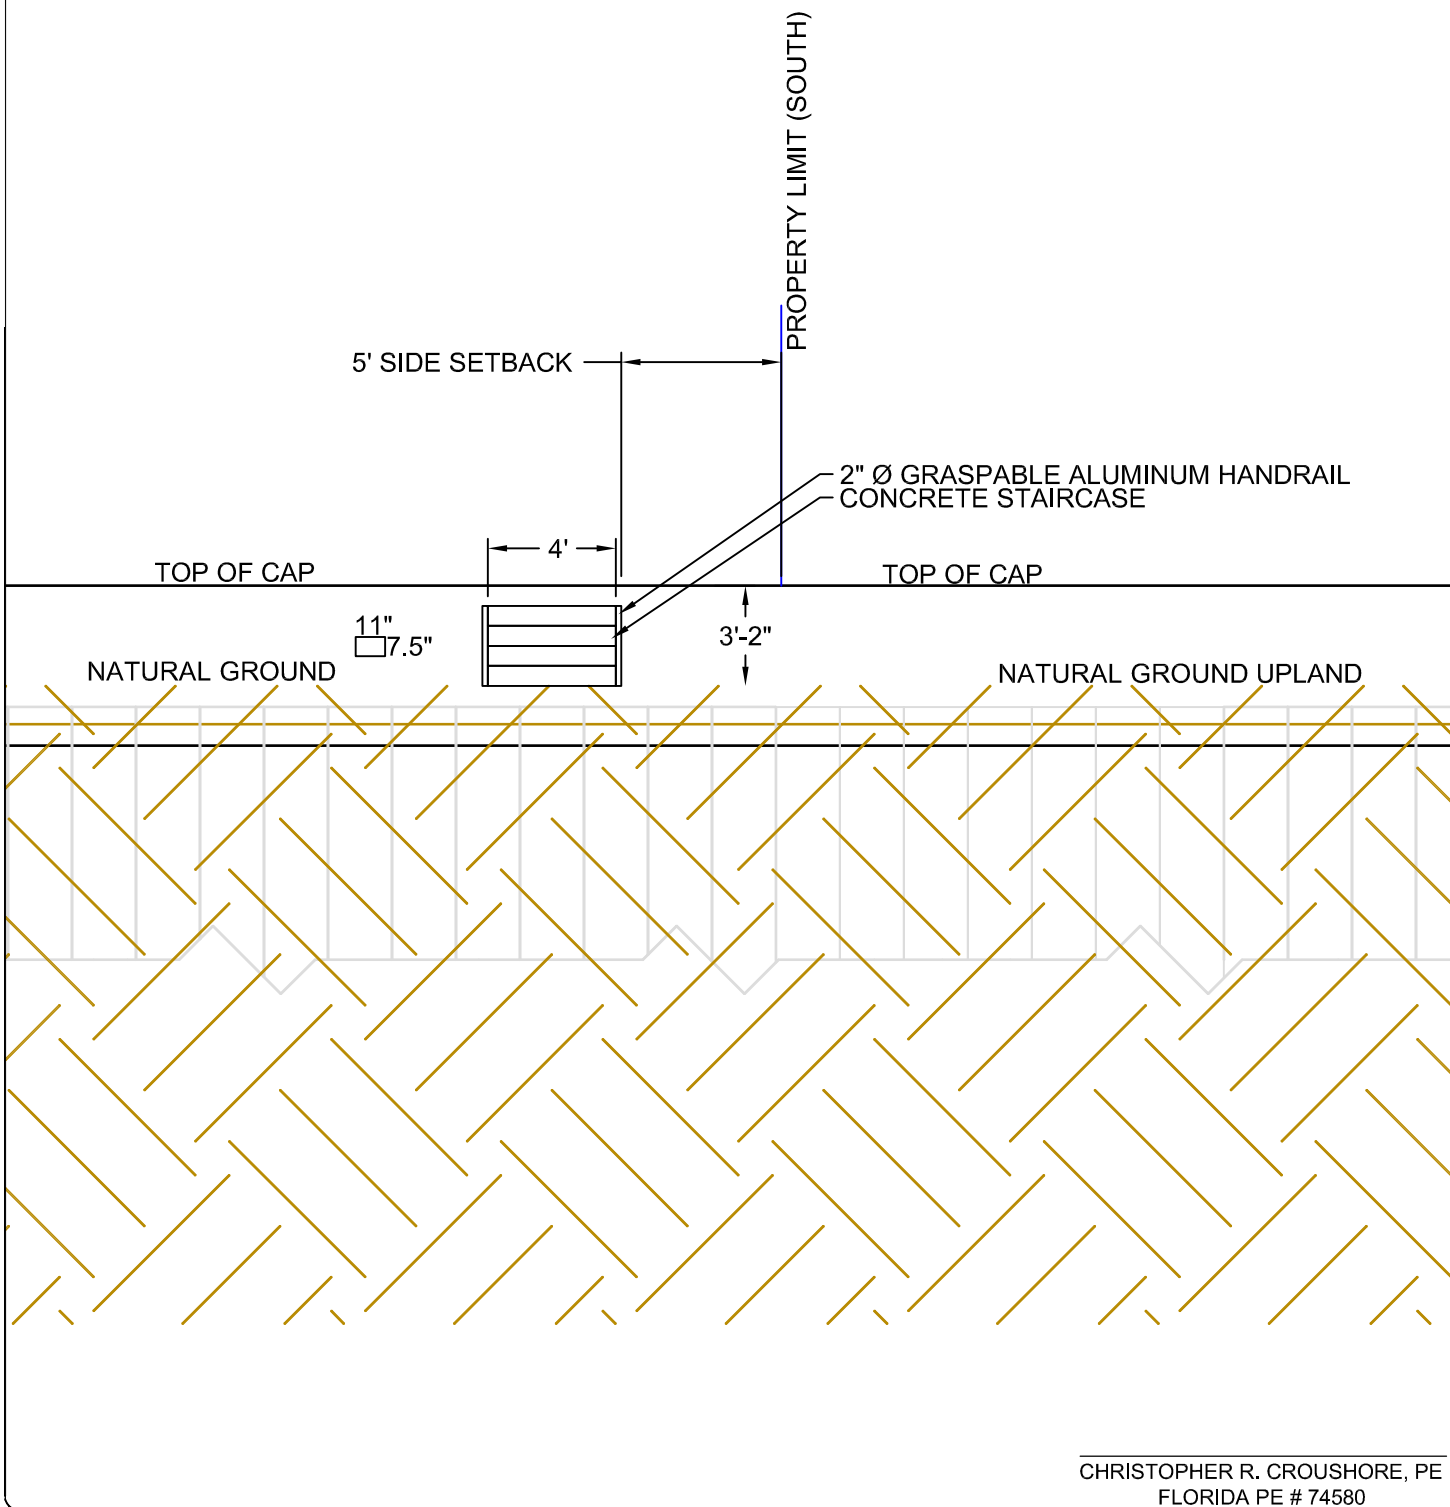 PROPERTY LIMIT (SOUTH)
5' SIDE SETBACK
2" Ø GRASPABLE ALUMINUM HANDRAIL
CONCRETE STAIRCASE
4'
TOP OF CAP
TOP OF CAP
11"
7.5"
3'-2"
NATURAL GROUND
NATURAL GROUND UPLAND
CHRISTOPHER R. CROUSHORE, PE
FLORIDA PE # 74580